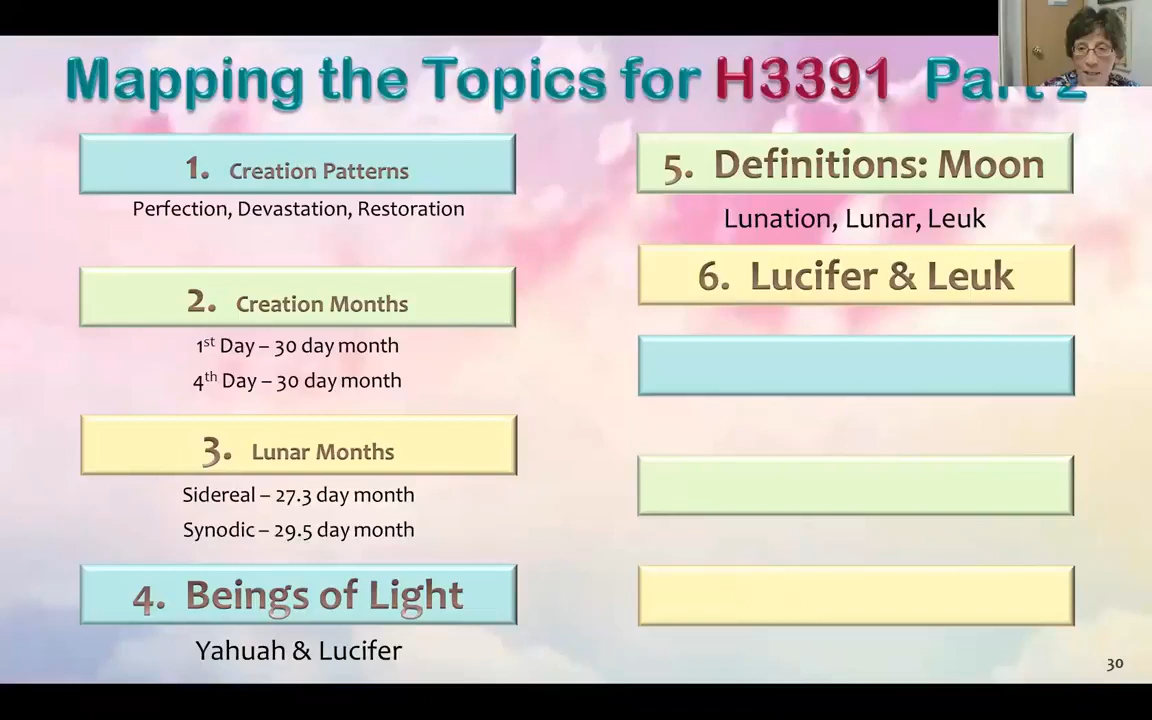 Mapping the Topics for H3391 Part 2
1. Creation Patterns
Perfection, Devastation, Restoration
2. Creation Months
1st Day – 30 day month
4th Day – 30 day month
3. Lunar Months
Sidereal – 27.3 day month
Synodic – 29.5 day month
4. Beings of Light
Yahuah & Lucifer
5. Definitions: Moon
Lunation, Lunar, Leuk
6. Lucifer & Leuk
30